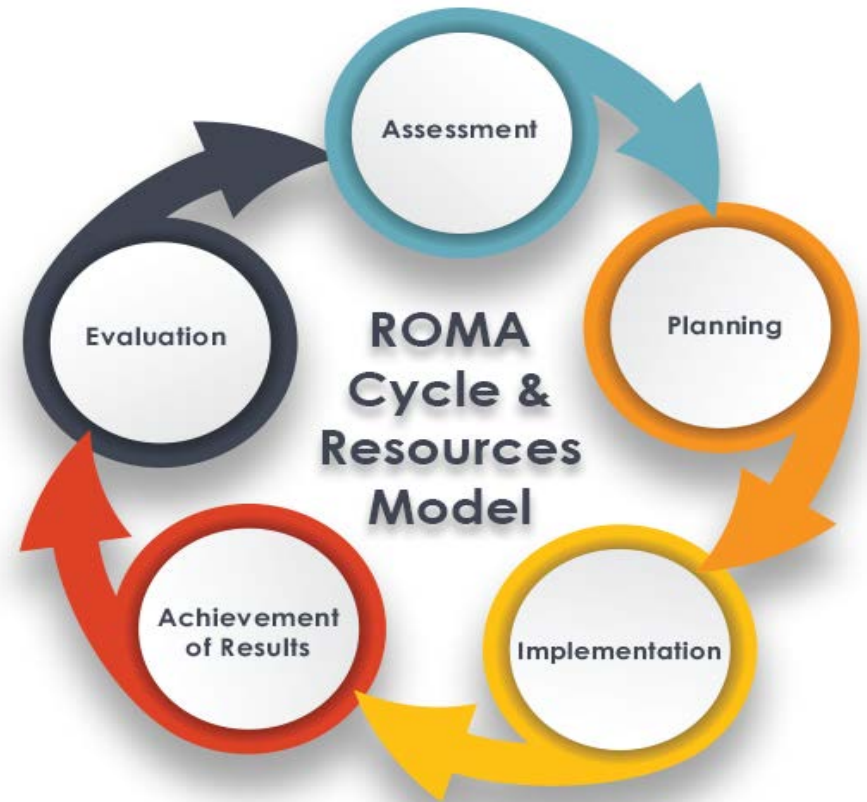 ROMA
Cycle &
Resources
Model
Assessment
Planning
Implementation
Achievement
of Results
Evaluation